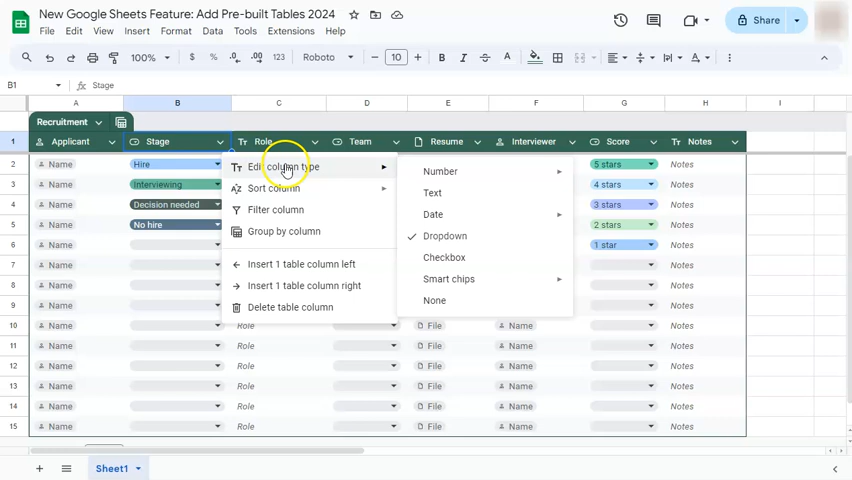 New Google Sheets Feature: Add Pre-built Tables 2024
File Edit View Insert Format Data Tools Extensions Help
Share
100% $ % .0 .00 123 Roboto - 10 + B I S A
B1 Stage
A B C D E F G H I
Recruitment
1 Applicant Stage Role Team Resume Interviewer Score Notes
2 Name Hire 5 stars Notes
3 Name Interviewing 4 stars Notes
4 Name Decision needed 3 stars Notes
5 Name No hire 2 stars Notes
6 Name 1 star Notes
Name Notes
Name Notes
Name Notes
10 Name Role File Name Notes
11 Name Role File Name Notes
12 Name Role File Name Notes
13 Name Role File Name Notes
14 Name Role File Name Notes
15 Name Role File Name Notes
Edit column type
Sort column
Filter column
Group by column
Insert 1 table column left
Insert 1 table column right
Delete table column
Number
Text
Date
Dropdown
Checkbox
Smart chips
None
Sheet1